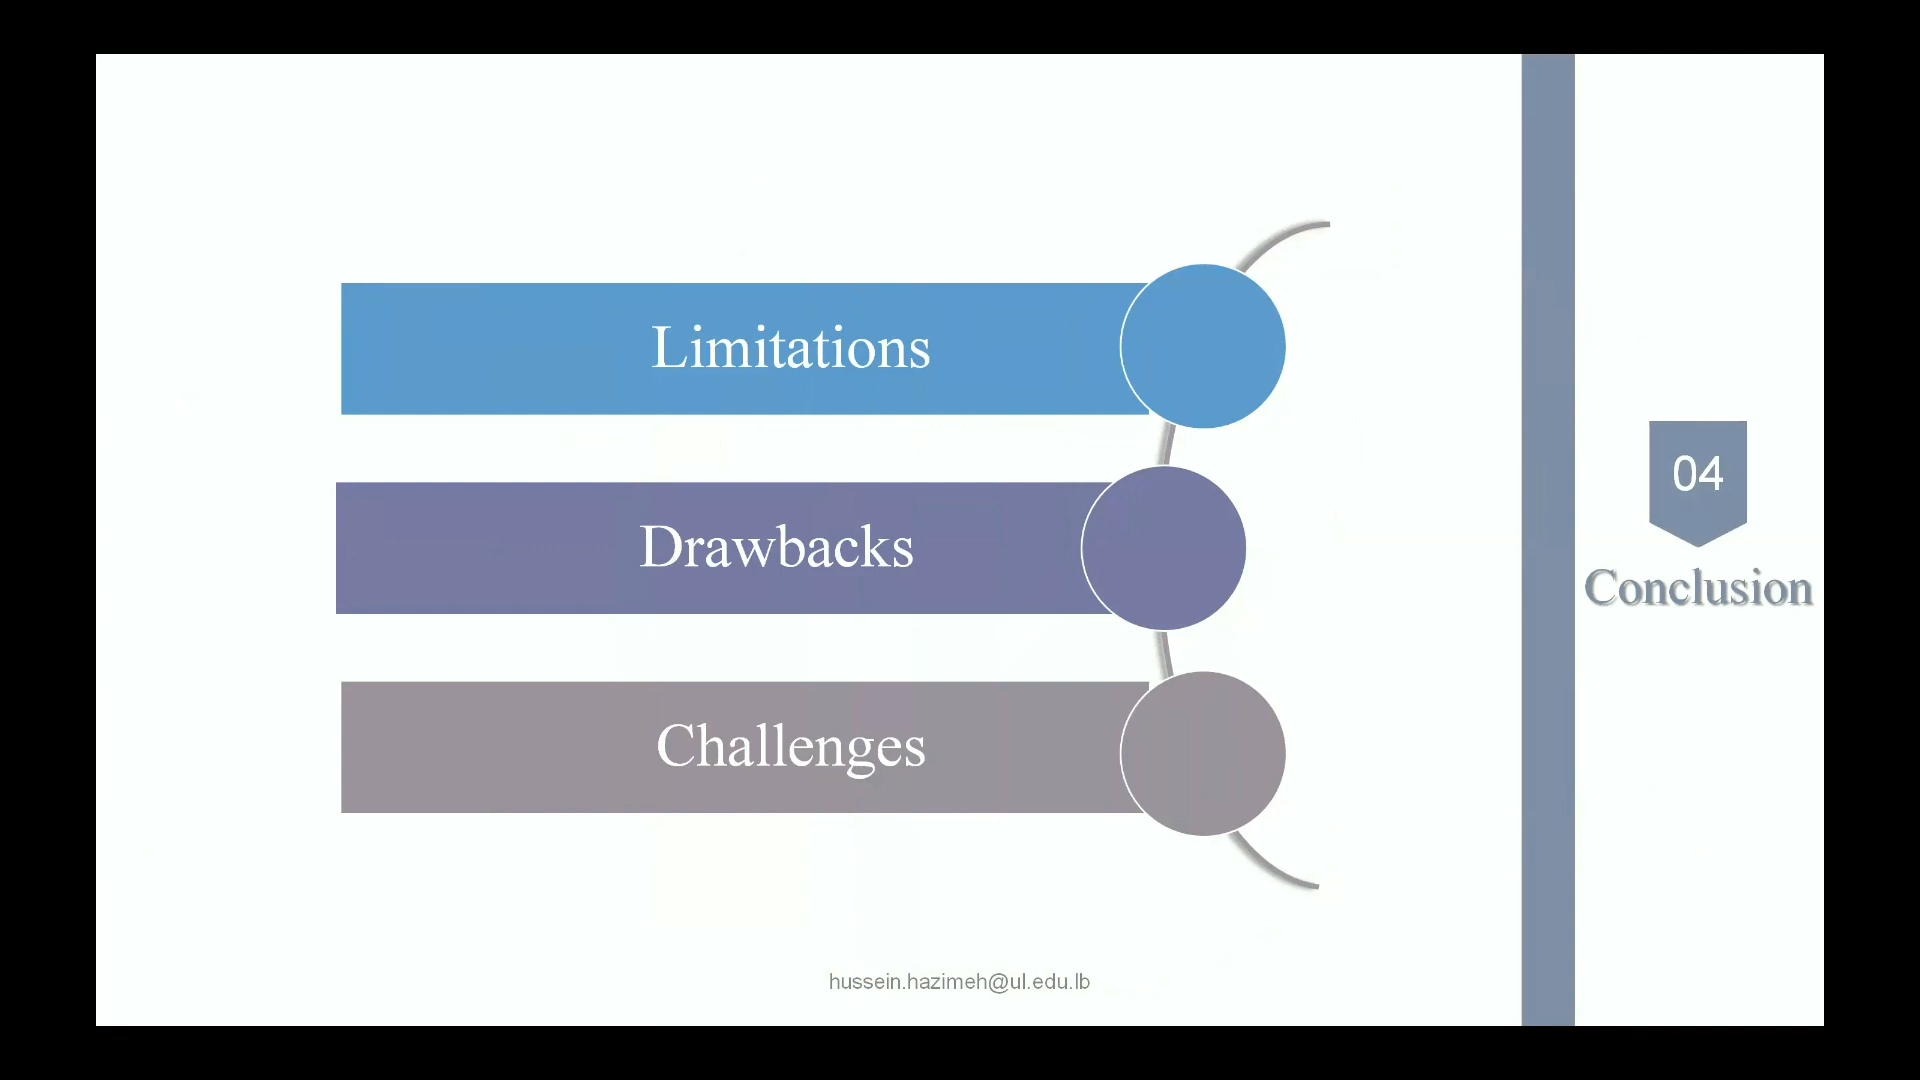 Limitations
Drawbacks
Challenges
04
Conclusion
hussein.hazimeh@ul.edu.lb